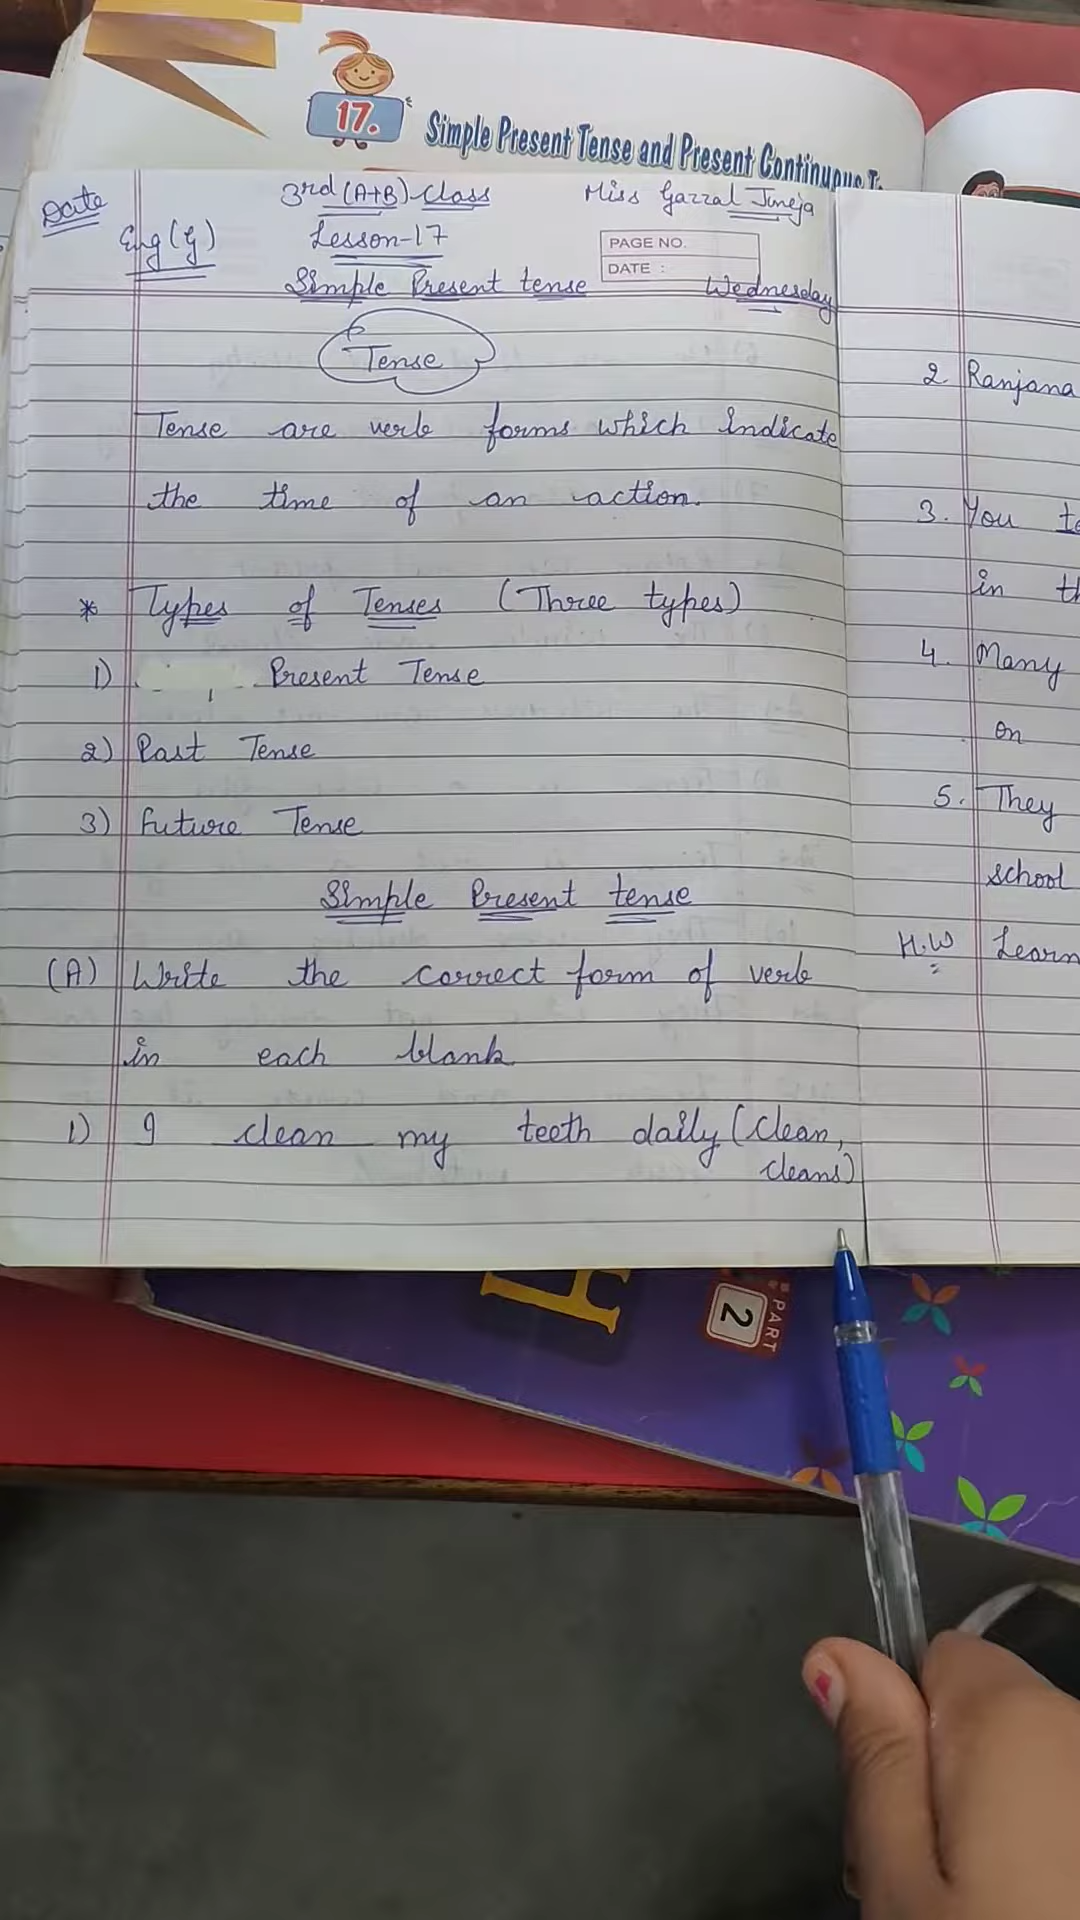 17.
Simple Present Tense and Present Continuous T
Date
3rd (A+B) Class
Miss Gazzal Juneja
Eng (G)
Lesson-17
PAGE NO.
DATE :
Simple Present tense
Wednesday
Tense
Tense are verb forms which indicate
the time of an action.
* Types of Tenses (Three types)
1) Present Tense
2) Past Tense
3) future Tense
Simple Present tense
(A) Write the correct form of verb
in each blank
1) I clean my teeth daily (clean,
cleans)
2 Ranjana
3. You
in
4. Many
on
5. They
school
H.W Learn
H
PART
2